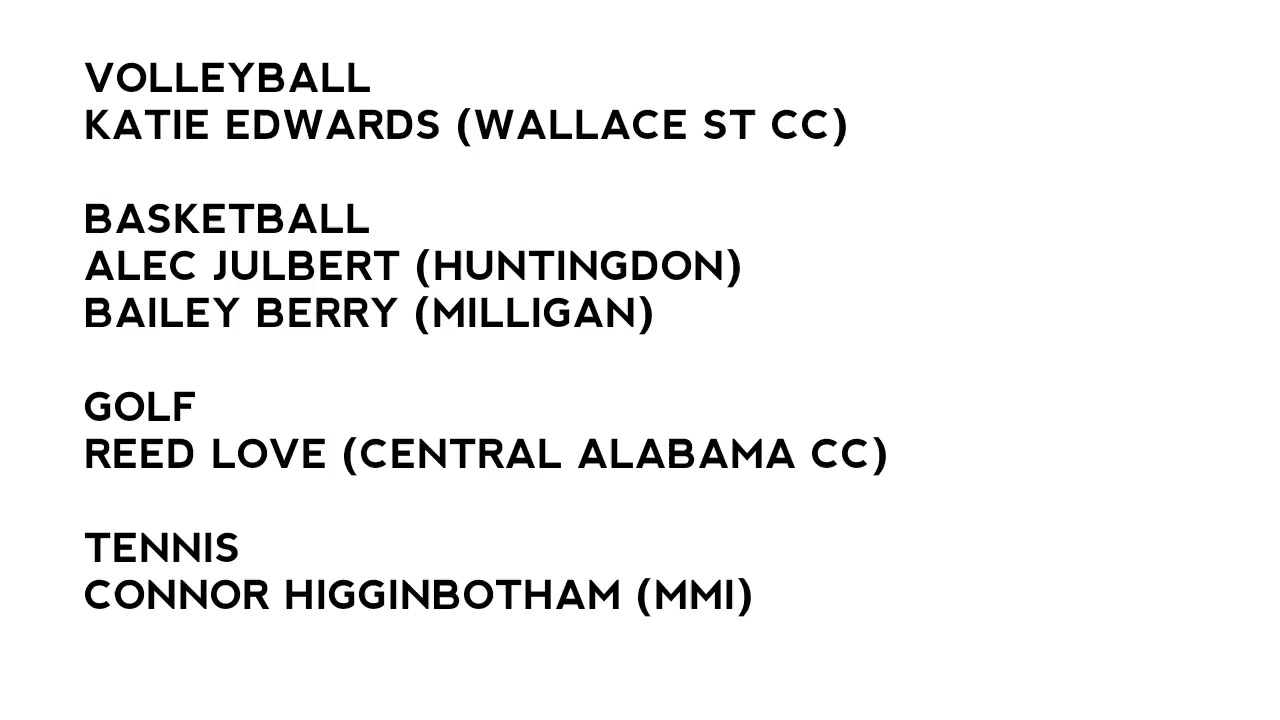 VOLLEYBALL
KATIE EDWARDS (WALLACE ST CC)
BASKETBALL
ALEC JULBERT (HUNTINGDON)
BAILEY BERRY (MILLIGAN)
GOLF
REED LOVE (CENTRAL ALABAMA CC)
TENNIS
CONNOR HIGGINBOTHAM (MMI)